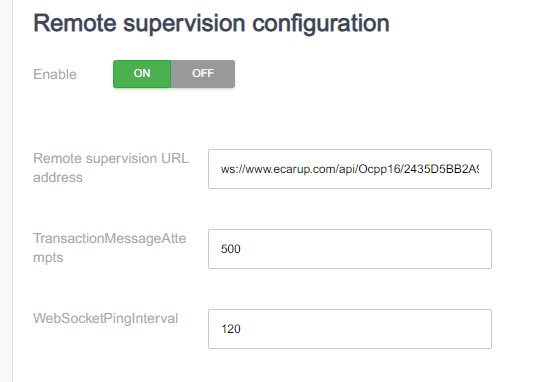 Remote supervision configuration
Enable
ON OFF
Remote supervision URL
address
ws://www.ecarup.com/api/Ocpp16/2435D5BB2A
TransactionMessageAtte
mpts
500
WebSocketPingInterval
120